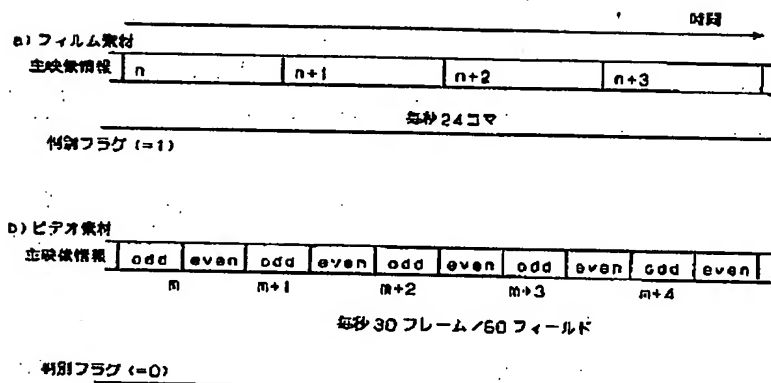 時間
a)フィルム素材
主映像情報 n n+1 n+2 n+3
毎秒24コマ
判別フラグ(=1)
b)ビデオ素材
主映像情報 odd even odd even odd even odd even odd even
m m+1 m+2 m+3 m+4
毎秒30フレーム/60フィールド
判別フラグ(=0)